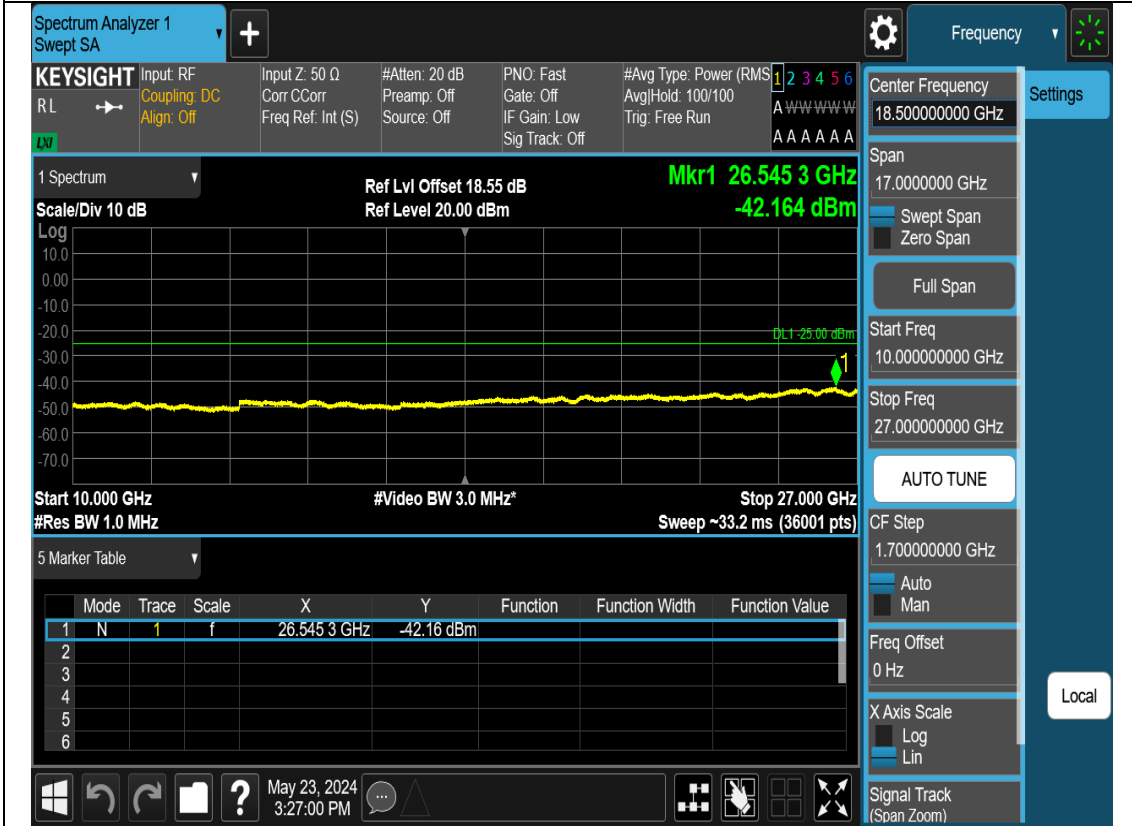 Spectrum Analyzer 1
Swept SA
Frequency
KEYSIGHT
R L
LXI
Input: RF
Coupling: DC
Align: Off
Input Z: 50 Ω
Corr CCorr
Freq Ref: Int (S)
#Atten: 20 dB
Preamp: Off
Source: Off
PNO: Fast
Gate: Off
IF Gain: Low
Sig Track: Off
#Avg Type: Power (RMS
Avg|Hold: 100/100
Trig: Free Run
1 2 3 4 5 6
A W W W W W
A A A A A A
1 Spectrum
Scale/Div 10 dB
Ref Lvl Offset 18.55 dB
Ref Level 20.00 dBm
Mkr1 26.545 3 GHz
-42.164 dBm
Log
10.0
0.00
-10.0
-20.0
-30.0
-40.0
-50.0
-60.0
-70.0
DL1 -25.00 dBm
1
Start 10.000 GHz
#Video BW 3.0 MHz*
Stop 27.000 GHz
#Res BW 1.0 MHz
Sweep ~33.2 ms (36001 pts)
5 Marker Table
Mode Trace Scale X Y Function Function Width Function Value
1 N 1 f 26.545 3 GHz -42.16 dBm
2
3
4
5
6
May 23, 2024
3:27:00 PM
Center Frequency
18.500000000 GHz
Span
17.0000000 GHz
Swept Span
Zero Span
Full Span
Start Freq
10.000000000 GHz
Stop Freq
27.000000000 GHz
AUTO TUNE
CF Step
1.700000000 GHz
Auto
Man
Freq Offset
0 Hz
X Axis Scale
Log
Lin
Signal Track
(Span Zoom)
Settings
Local